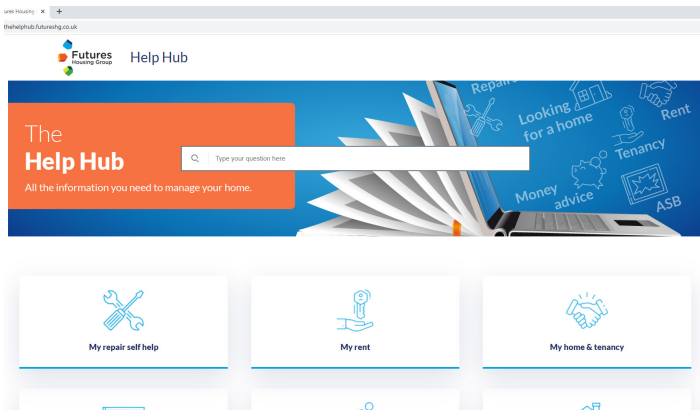 ures Housing × +
thehelphub.futureshg.co.uk
Futures
Housing Group
Help Hub
The
Help Hub
All the information you need to manage your home.
Type your question here
Repair
Looking
for a home
Rent
Tenancy
Money
advice
ASB
My repair self help
My rent
My home & tenancy